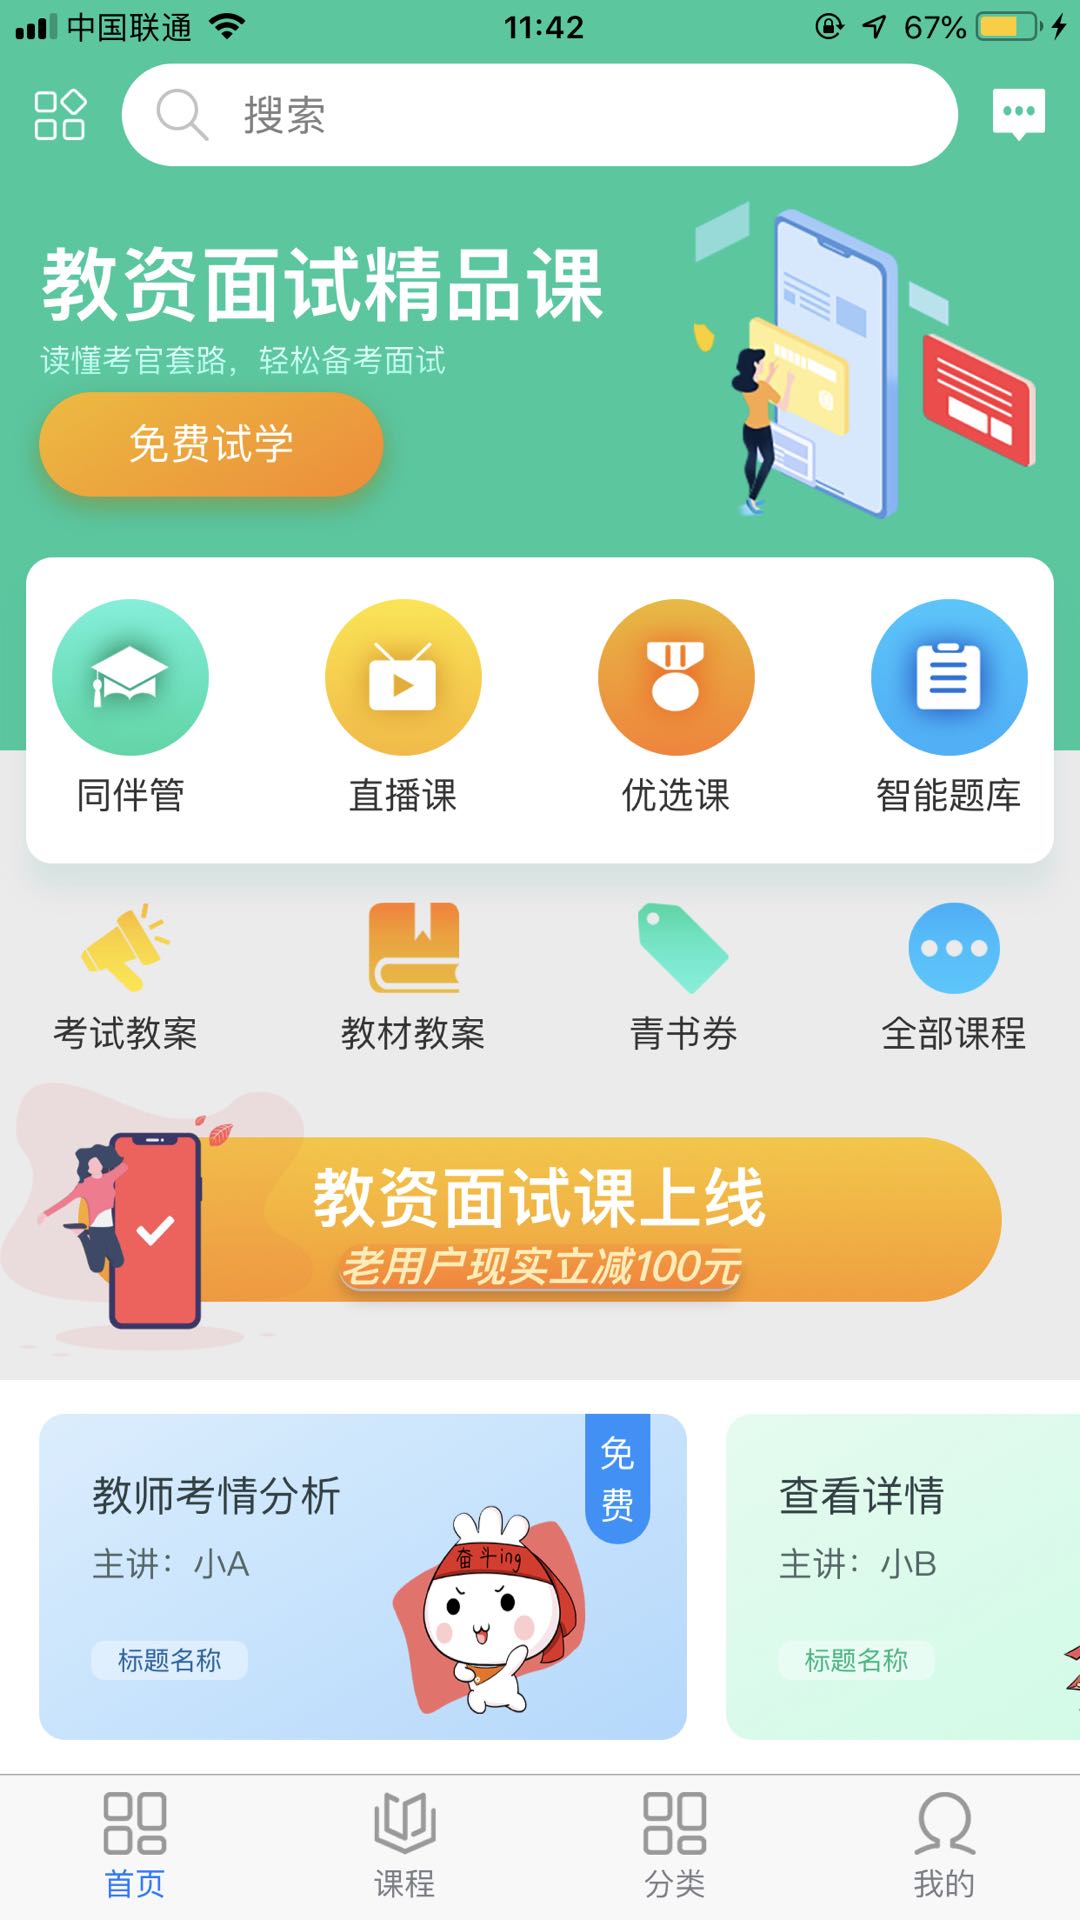 中国联通
11:42
67%
搜索
教资面试精品课
读懂考官套路，轻松备考面试
免费试学
同伴管
直播课
优选课
智能题库
考试教案
教材教案
青书券
全部课程
教资面试课上线
老用户现实立减100元
教师考情分析
主讲：小A
标题名称
免费
奋斗ing
查看详情
主讲：小B
标题名称
首页
课程
分类
我的